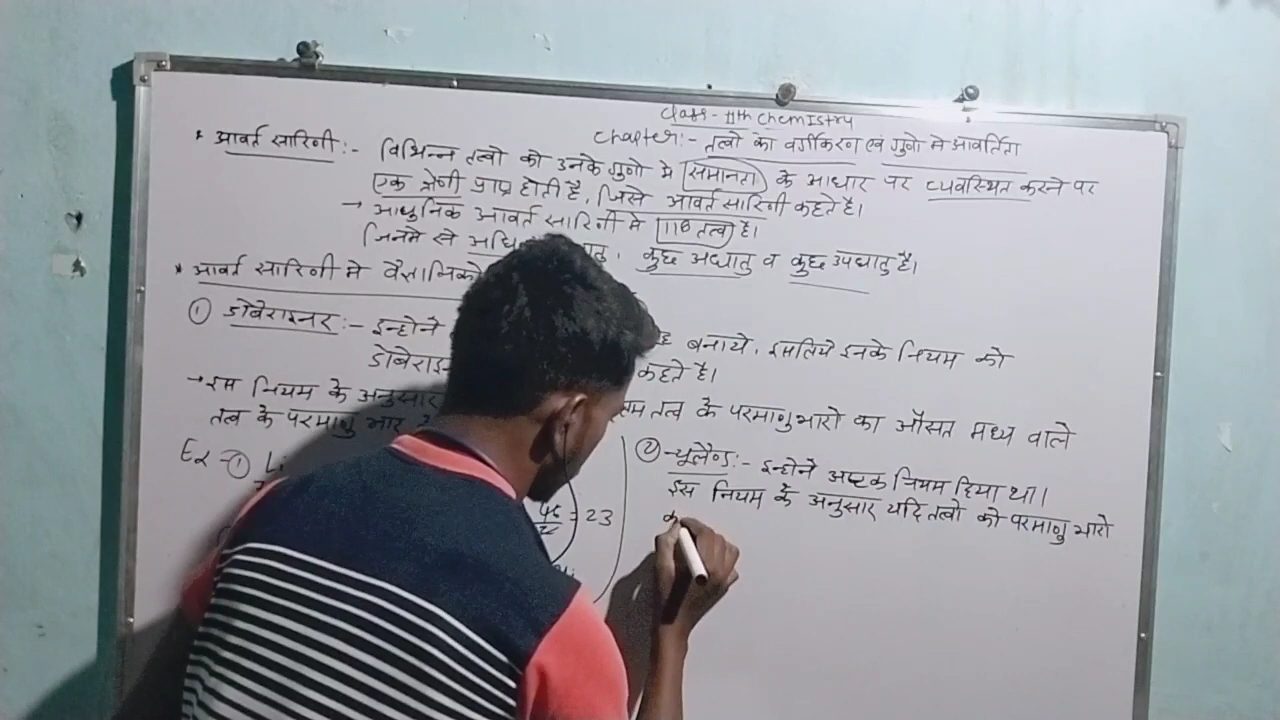 Class - 11th Chemistry
Chapter :- तत्वो का वर्गीकरण एवं गुणो मे आवर्तिता
* आवर्त सारिणी :- विभिन्न तत्वो को उनके गुणो मे समानता के आधार पर व्यवस्थित करने पर
एक श्रेणी प्राप्त होती है, जिसे आवर्त सारिणी कहते है।
→ आधुनिक आवर्त सारिणी मे 118 तत्व है।
जिनमे से कुछ अधातु व कुछ उपधातु है।
* आवर्त सारिणी मे वैज्ञानिको
① डोबेराइनर :- इन्होने बनाये, इसलिये इनके नियम को
कहते है।
→ इस नियम के अनुसार तत्व के परमाणु भारो का औसत मध्य वाले
तत्व के परमाणु भार
Ex - ① Li
46/2 = 23
② न्यूलैण्ड :- इन्होने अष्टक नियम दिया था।
इस नियम के अनुसार यदि तत्वो को परमाणु भारो